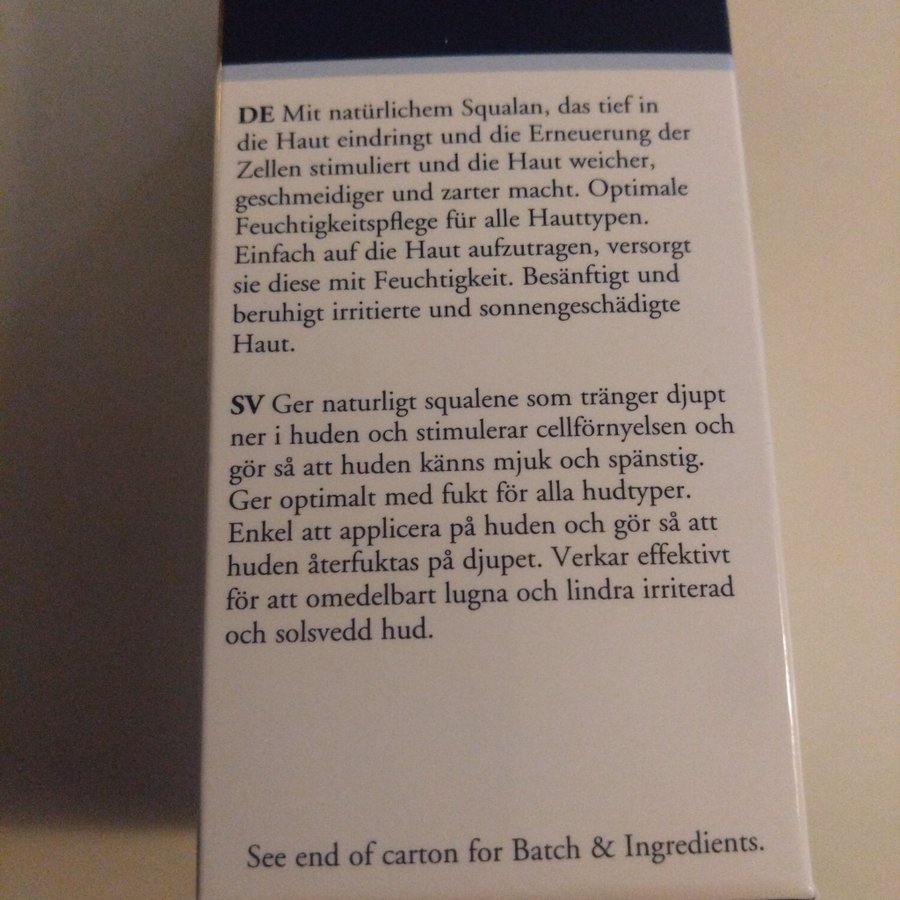 DE Mit natürlichem Squalan, das tief in
die Haut eindringt und die Erneuerung der
Zellen stimuliert und die Haut weicher,
geschmeidiger und zarter macht. Optimale
Feuchtigkeitspflege für alle Hauttypen.
Einfach auf die Haut aufzutragen, versorgt
sie diese mit Feuchtigkeit. Besänftigt und
beruhigt irritierte und sonnengeschädigte
Haut.
SV Ger naturligt squalene som tränger djupt
ner i huden och stimulerar cellförnyelsen och
gör så att huden känns mjuk och spänstig.
Ger optimalt med fukt för alla hudtyper.
Enkel att applicera på huden och gör så att
huden återfuktas på djupet. Verkar effektivt
för att omedelbart lugna och lindra irriterad
och solsvedd hud.
See end of carton for Batch & Ingredients.